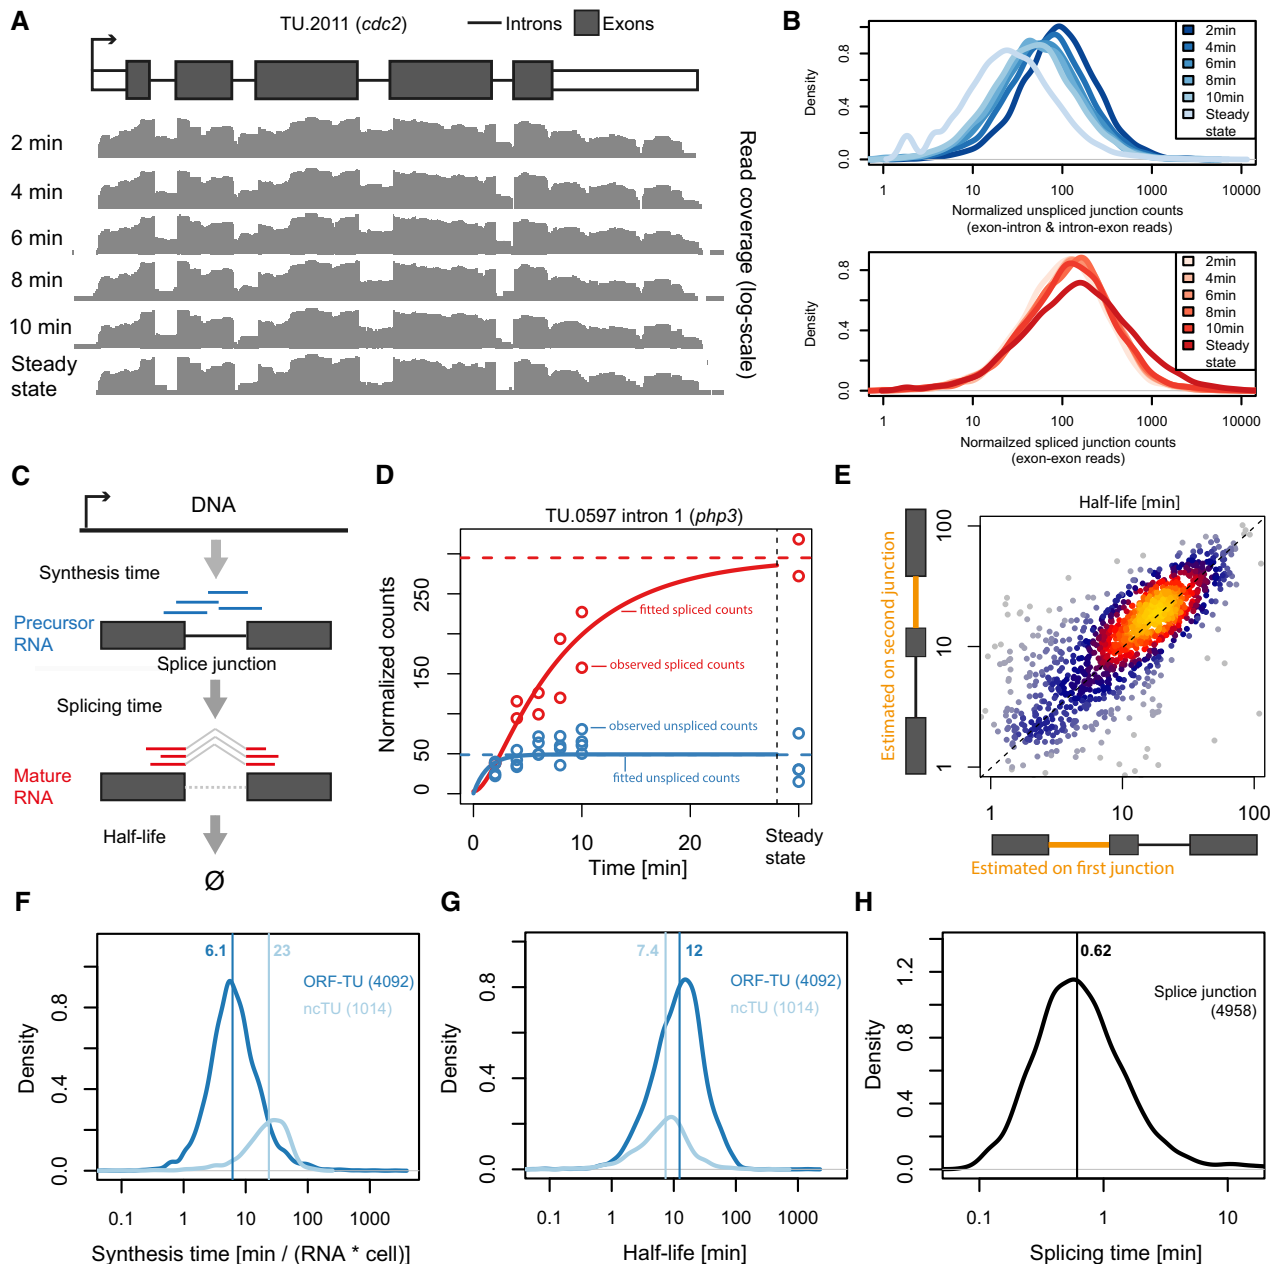 A
TU.2011 (cdc2)
Introns
Exons
2 min
4 min
6 min
8 min
10 min
Steady
state
Read coverage (log-scale)
B
Density
0.0
0.4
0.8
2min
4min
6min
8min
10min
Steady
state
1
10
100
1000
10000
Normalized unspliced junction counts
(exon-intron & intron-exon reads)
Density
0.0
0.4
0.8
2min
4min
6min
8min
10min
Steady
state
1
10
100
1000
10000
Normailzed spliced junction counts
(exon-exon reads)
C
DNA
Synthesis time
Precursor
RNA
Splice junction
Splicing time
Mature
RNA
Half-life
Ø
D
TU.0597 intron 1 (php3)
Normalized counts
0
50
150
250
fitted spliced counts
observed spliced counts
observed unspliced counts
fitted unspliced counts
0
10
20
Steady
state
Time [min]
E
Half-life [min]
Estimated on second junction
1
10
100
1
10
100
Estimated on first junction
F
6.1
23
ORF-TU (4092)
ncTU (1014)
Density
0.0
0.4
0.8
0.1
1
10
100
1000
Synthesis time [min / (RNA * cell)]
G
7.4
12
ORF-TU (4092)
ncTU (1014)
Density
0.0
0.4
0.8
0.1
1
10
100
1000
Half-life [min]
H
0.62
Splice junction
(4958)
Density
0.0
0.4
0.8
1.2
0.1
1
10
Splicing time [min]